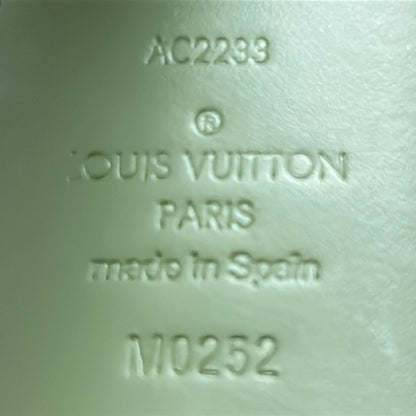 AC2233
®
LOUIS VUITTON
PARIS
made in Spain
M0252